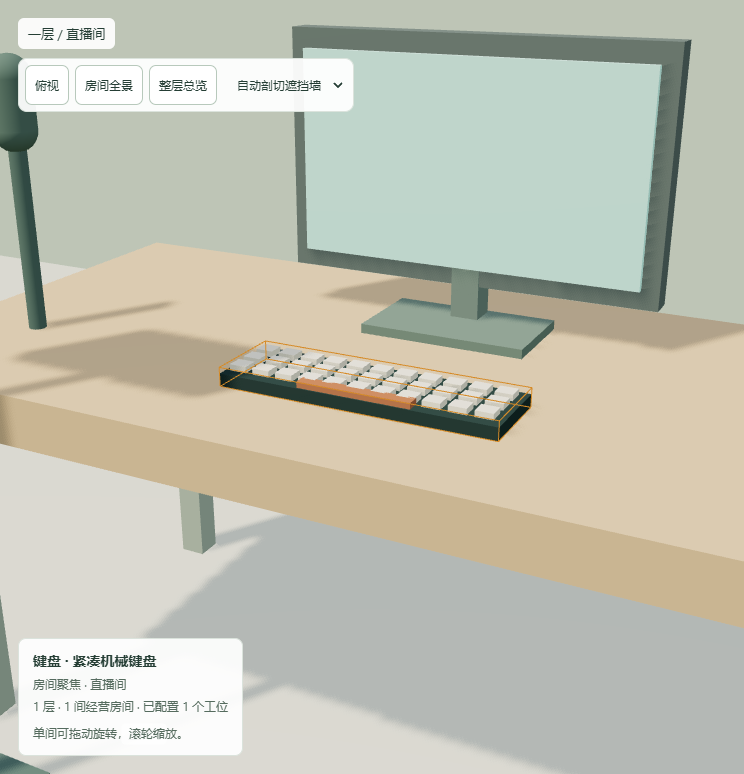 一层 / 直播间
俯视 房间全景 整层总览 自动剖切遮挡墙
键盘 · 紧凑机械键盘
房间聚焦 · 直播间
1 层 · 1 间经营房间 · 已配置 1 个工位
单间可拖动旋转，滚轮缩放。